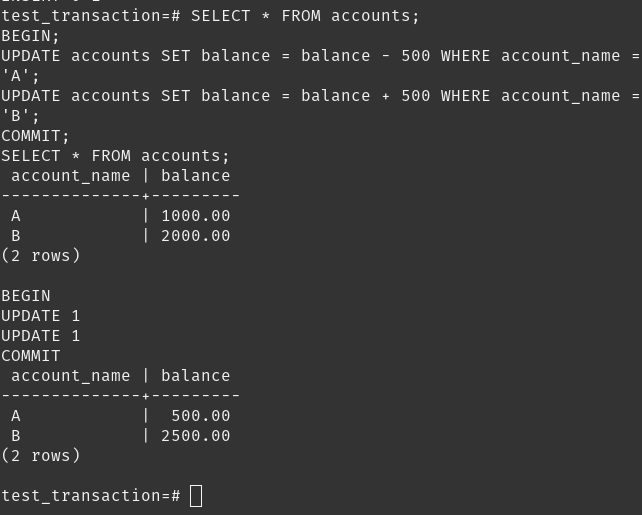 test_transaction=# SELECT * FROM accounts;
BEGIN;
UPDATE accounts SET balance = balance - 500 WHERE account_name =
'A';
UPDATE accounts SET balance = balance + 500 WHERE account_name =
'B';
COMMIT;
SELECT * FROM accounts;
 account_name | balance
--------------+---------
 A            | 1000.00
 B            | 2000.00
(2 rows)

BEGIN
UPDATE 1
UPDATE 1
COMMIT
 account_name | balance
--------------+---------
 A            |  500.00
 B            | 2500.00
(2 rows)

test_transaction=#